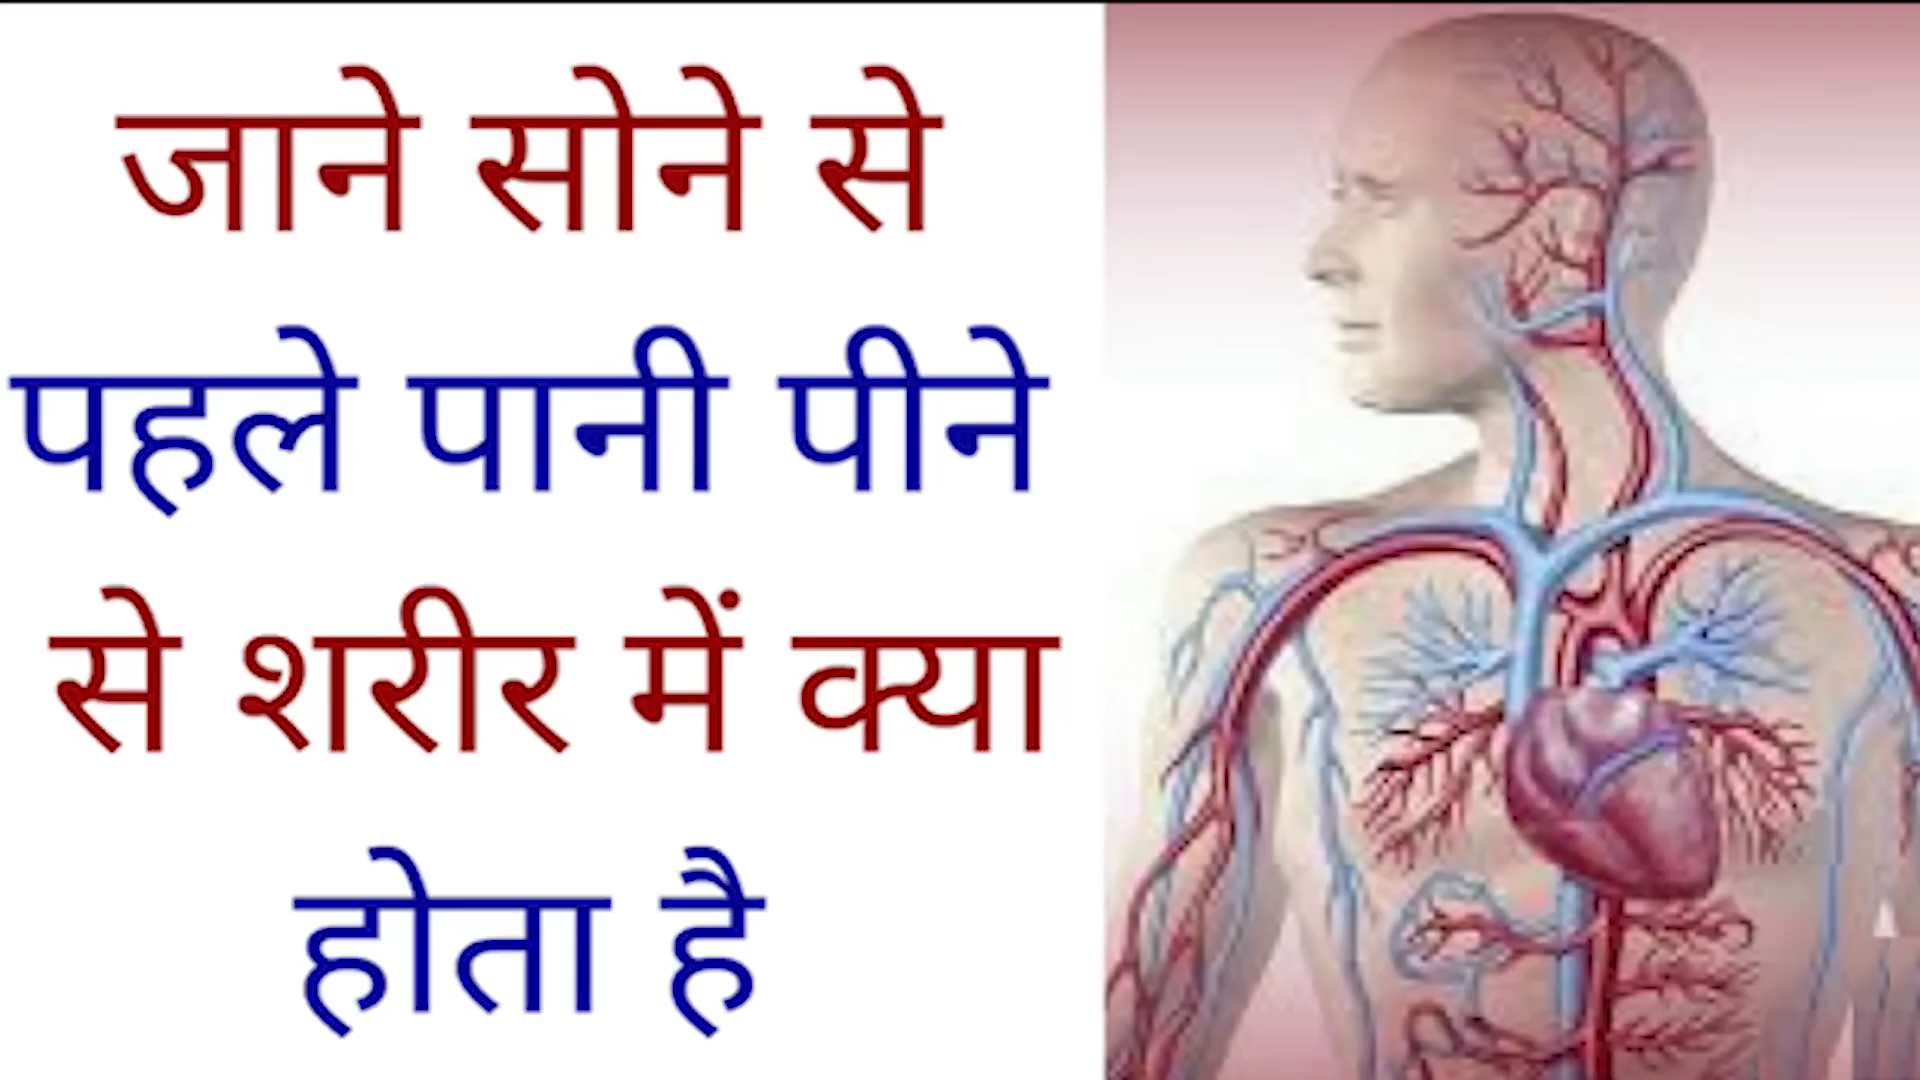 जाने सोने से
पहले पानी पीने
से शरीर में क्या
होता है